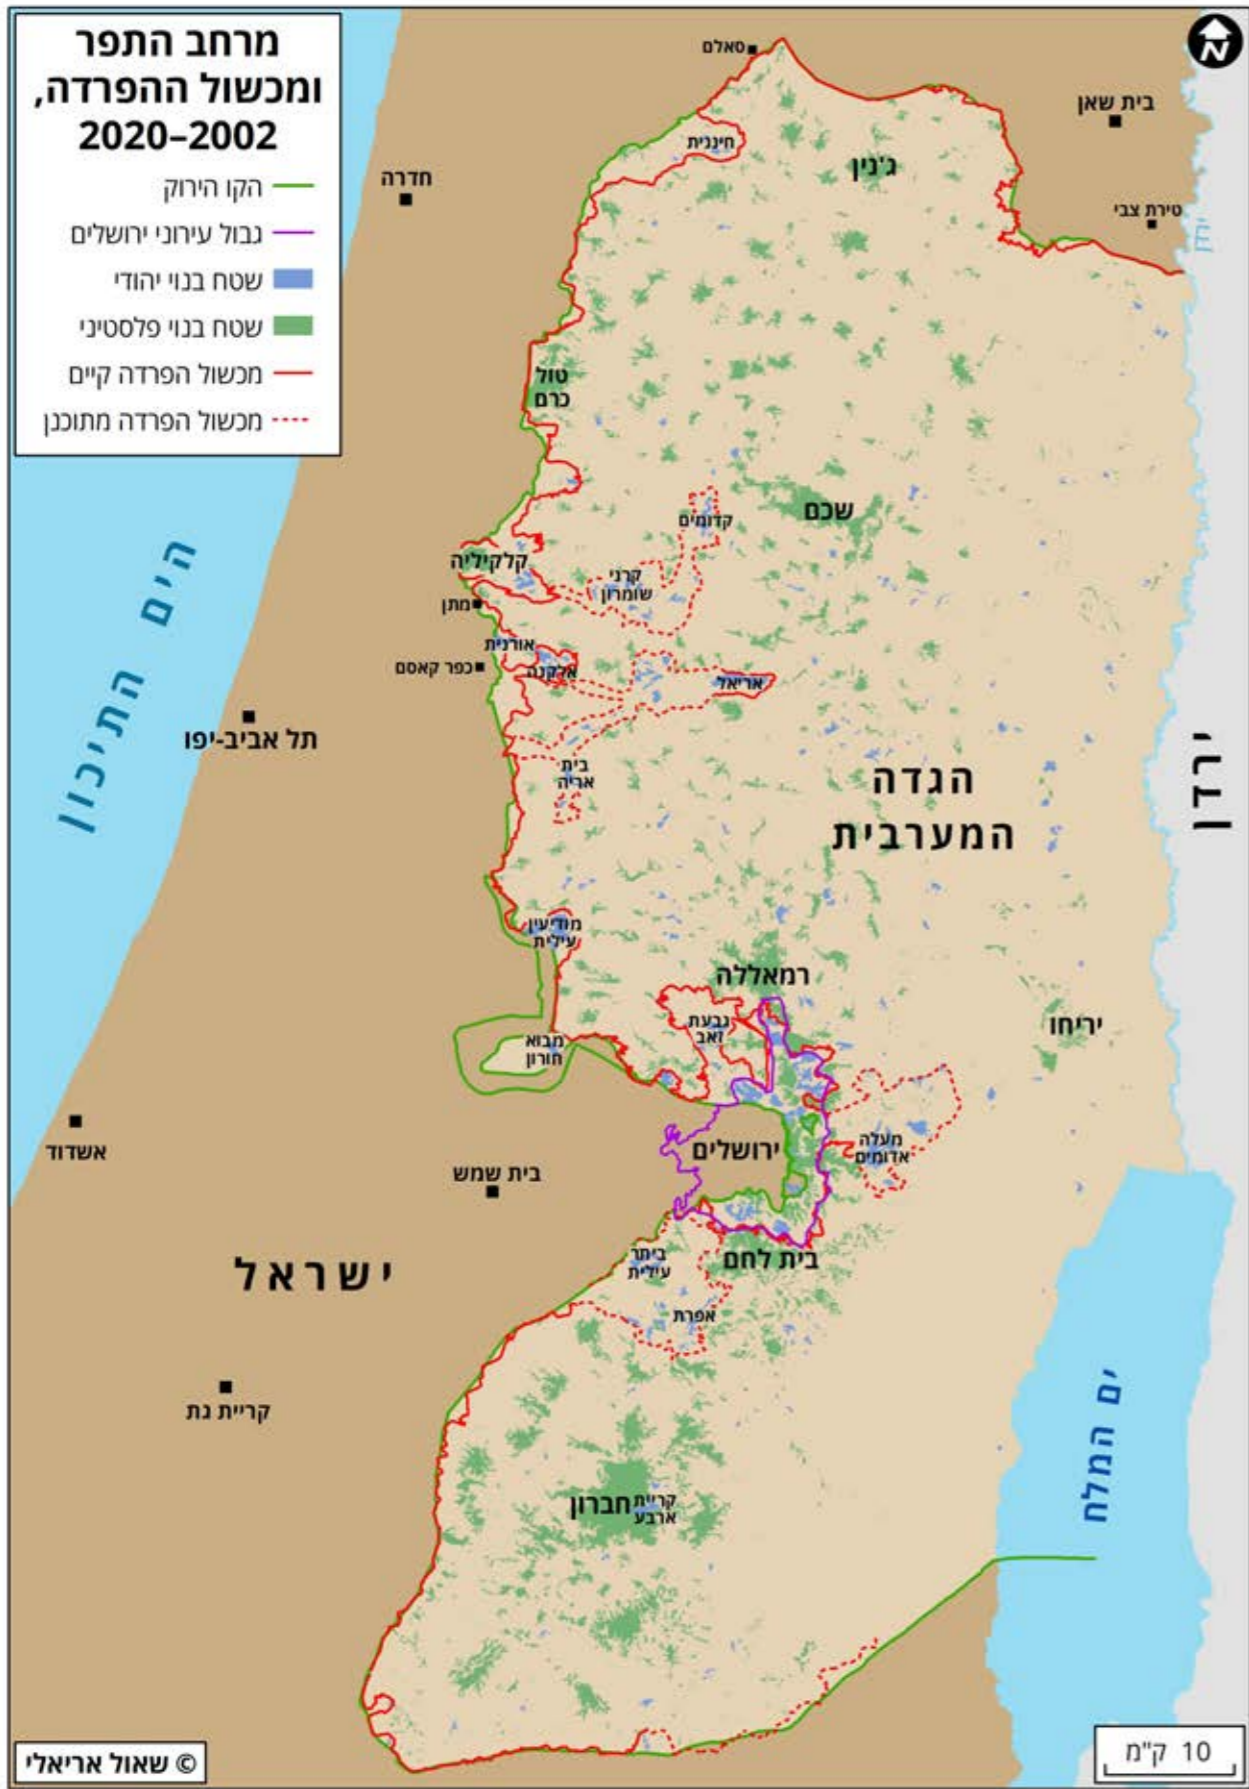 מרחב התפר
ומכשול ההפרדה,
2020–2002
הקו הירוק
גבול עירוני ירושלים
שטח בנוי יהודי
שטח בנוי פלסטיני
מכשול הפרדה קיים
מכשול הפרדה מתוכנן
N
סאלם
בית שאן
חיננית
ג'נין
חדרה
טירת צבי
ירדן
טול
כרם
שכם
קדומים
הים התיכון
קלקיליה
קרני
שומרון
מתן
אורנית
כפר קאסם
אלקנה
אריאל
תל אביב-יפו
בית
אריה
הגדה
המערבית
ירדן
מודיעין
עילית
רמאללה
גבעת
זאב
יריחו
מבוא
חורון
אשדוד
ירושלים
מעלה
אדומים
בית שמש
ישראל
ביתר
עילית
בית לחם
אפרת
קריית גת
ים המלח
חברון
קריית
ארבע
© שאול אריאלי
10 ק"מ